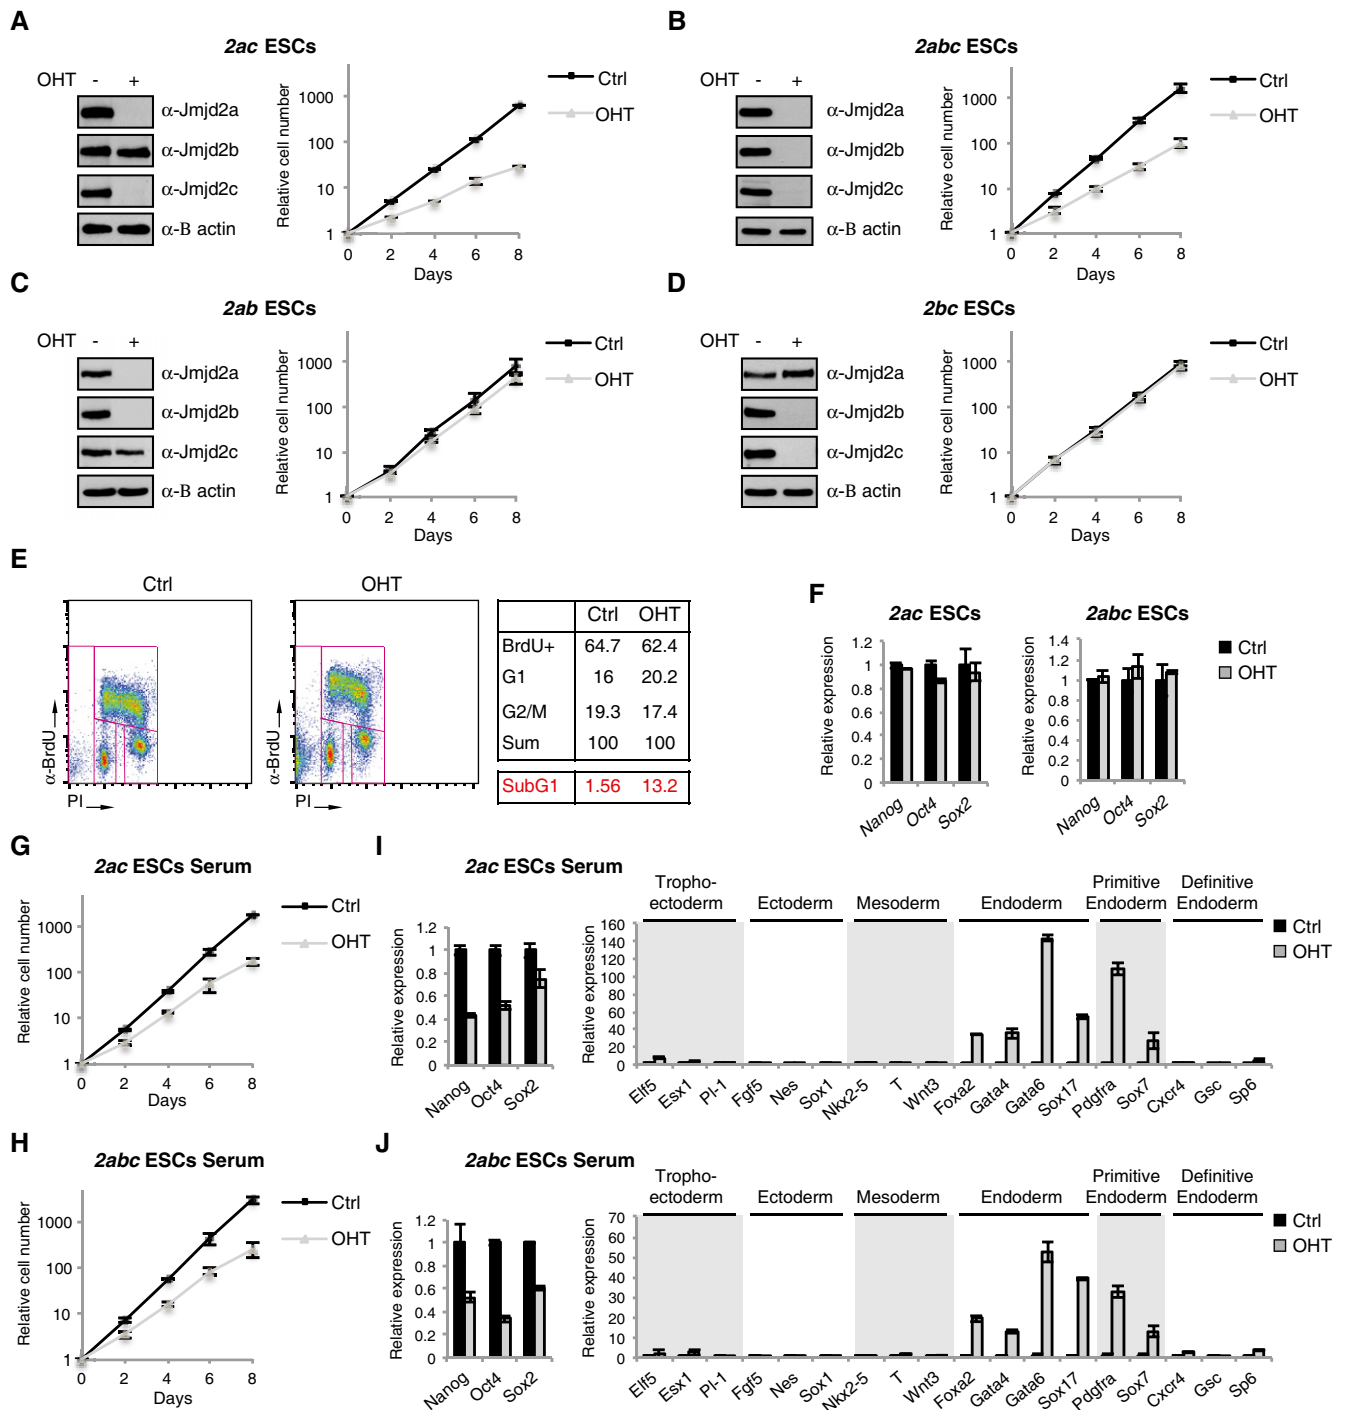 A
2ac ESCs
OHT - +
α-Jmjd2a
α-Jmjd2b
α-Jmjd2c
α-B actin
Relative cell number
1000
100
10
1
0 2 4 6 8
Days
Ctrl
OHT
B
2abc ESCs
OHT - +
α-Jmjd2a
α-Jmjd2b
α-Jmjd2c
α-B actin
Relative cell number
1000
100
10
1
0 2 4 6 8
Days
Ctrl
OHT
C
2ab ESCs
OHT - +
α-Jmjd2a
α-Jmjd2b
α-Jmjd2c
α-B actin
Relative cell number
1000
100
10
1
0 2 4 6 8
Days
Ctrl
OHT
D
2bc ESCs
OHT - +
α-Jmjd2a
α-Jmjd2b
α-Jmjd2c
α-B actin
Relative cell number
1000
100
10
1
0 2 4 6 8
Days
Ctrl
OHT
E
Ctrl
OHT
α-BrdU
PI
α-BrdU
PI
Ctrl OHT
BrdU+ 64.7 62.4
G1 16 20.2
G2/M 19.3 17.4
Sum 100 100
SubG1 1.56 13.2
F
2ac ESCs
Relative expression
1.2
1
0.8
0.6
0.4
0.2
0
Nanog Oct4 Sox2
2abc ESCs
Relative expression
1.4
1.2
1
0.8
0.6
0.4
0.2
0
Nanog Oct4 Sox2
Ctrl
OHT
G
2ac ESCs Serum
Relative cell number
1000
100
10
1
0 2 4 6 8
Days
Ctrl
OHT
H
2abc ESCs Serum
Relative cell number
1000
100
10
1
0 2 4 6 8
Days
Ctrl
OHT
I
2ac ESCs Serum
Relative expression
1.2
1
0.8
0.6
0.4
0.2
0
Nanog Oct4 Sox2
Relative expression
160
140
120
100
80
60
40
20
0
Tropho-
ectoderm
Ectoderm
Mesoderm
Endoderm
Primitive
Endoderm
Definitive
Endoderm
Elf5 Esx1 Pl-1 Fgf5 Nes Sox1 Nkx2-5 T Wnt3 Foxa2 Gata4 Gata6 Sox17 Pdgfra Sox7 Cxcr4 Gsc Sp6
Ctrl
OHT
J
2abc ESCs Serum
Relative expression
1.2
1
0.8
0.6
0.4
0.2
0
Nanog Oct4 Sox2
Relative expression
70
60
50
40
30
20
10
0
Tropho-
ectoderm
Ectoderm
Mesoderm
Endoderm
Primitive
Endoderm
Definitive
Endoderm
Elf5 Esx1 Pl-1 Fgf5 Nes Sox1 Nkx2-5 T Wnt3 Foxa2 Gata4 Gata6 Sox17 Pdgfra Sox7 Cxcr4 Gsc Sp6
Ctrl
OHT